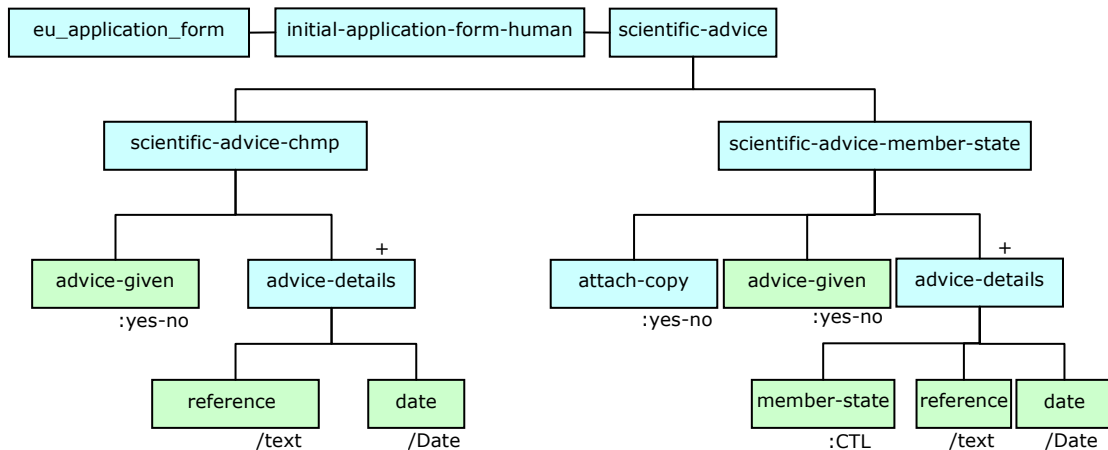 eu_application_form initial-application-form-human scientific-advice
scientific-advice-chmp scientific-advice-member-state
+ +
advice-given advice-details attach-copy advice-given advice-details
:yes-no :yes-no :yes-no
reference date member-state reference date
/text /Date :CTL /text /Date